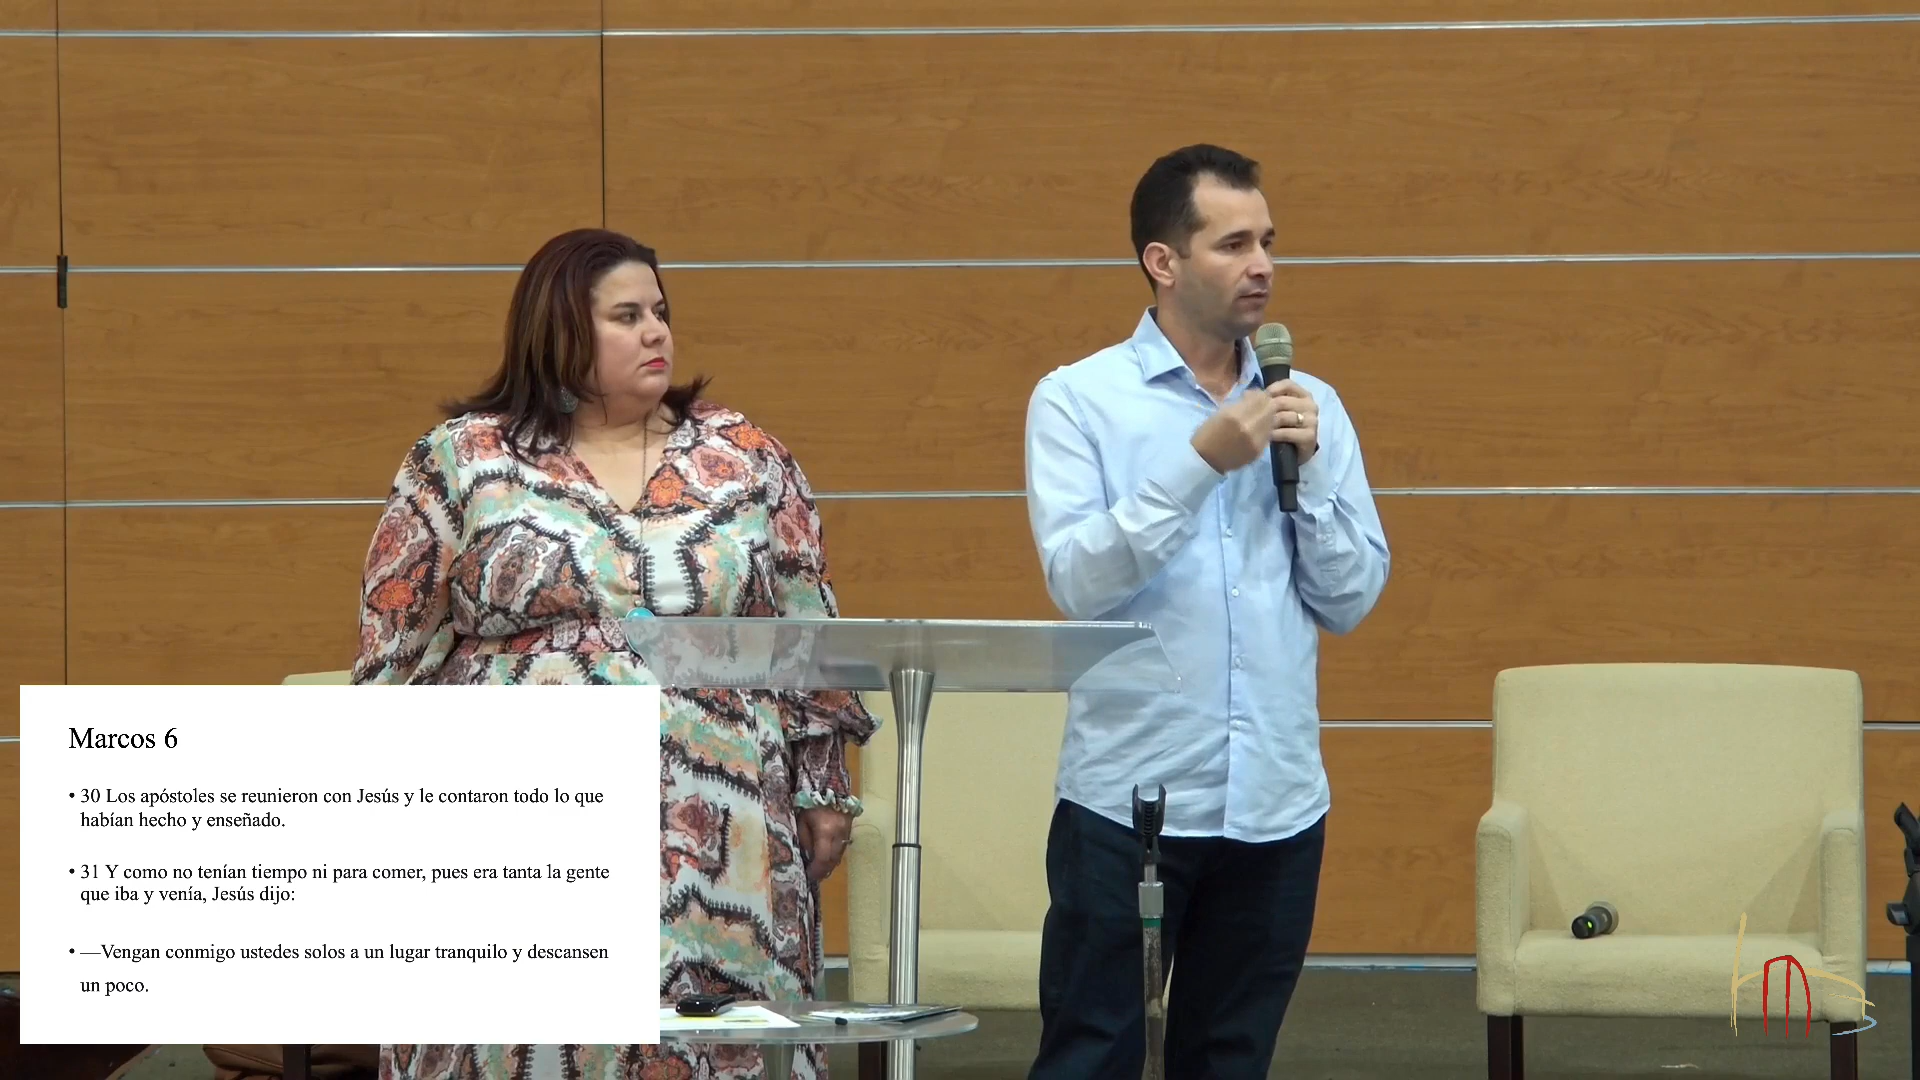 Marcos 6
• 30 Los apóstoles se reunieron con Jesús y le contaron todo lo que
habían hecho y enseñado.
• 31 Y como no tenían tiempo ni para comer, pues era tanta la gente
que iba y venía, Jesús dijo:
• —Vengan conmigo ustedes solos a un lugar tranquilo y descansen
un poco.